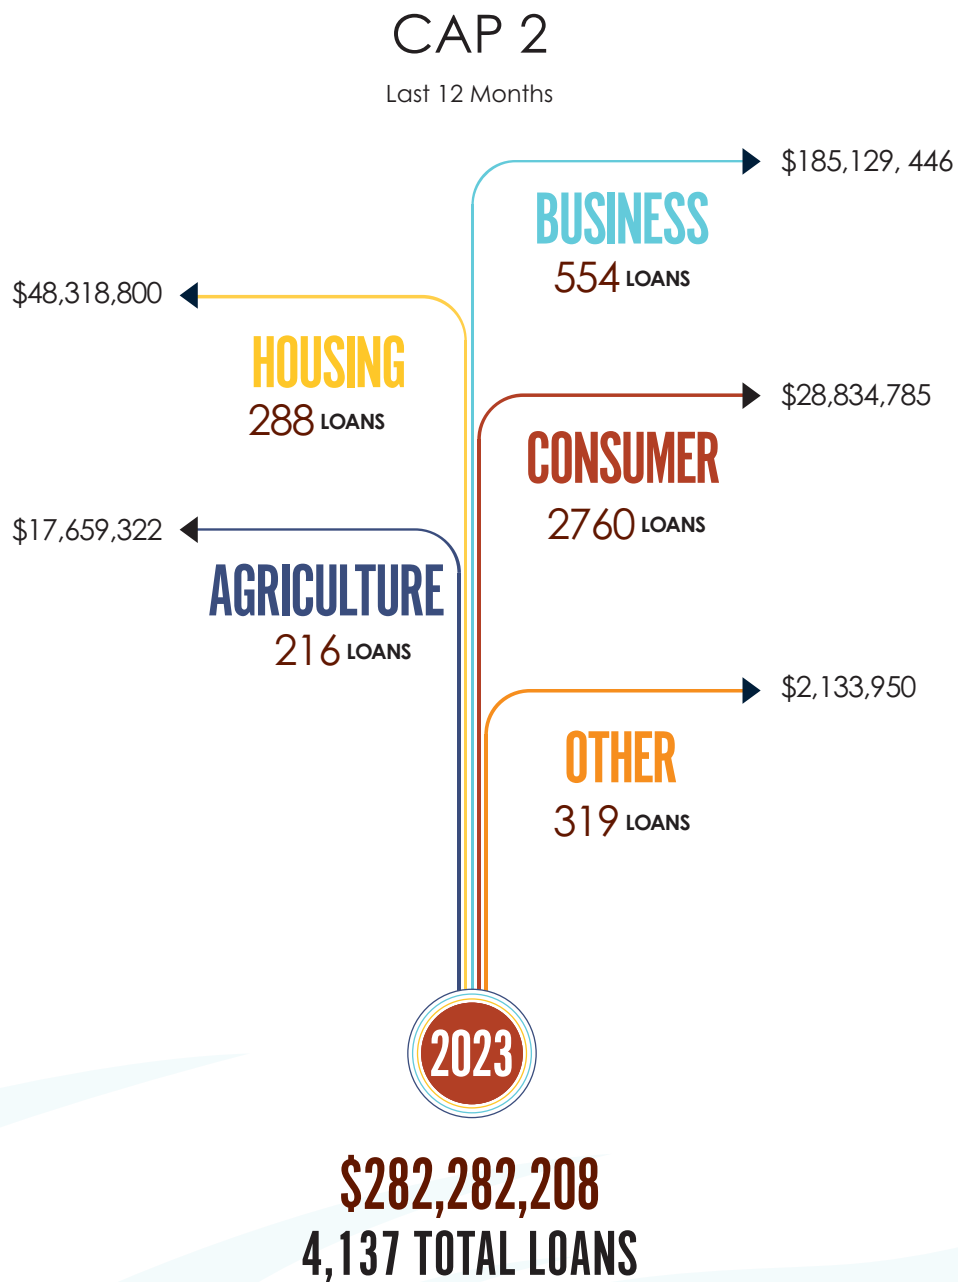 CAP 2
Last 12 Months
$185,129, 446
BUSINESS
554 LOANS
$48,318,800
HOUSING
288 LOANS
$28,834,785
CONSUMER
2760 LOANS
$17,659,322
AGRICULTURE
216 LOANS
$2,133,950
OTHER
319 LOANS
2023
$282,282,208
4,137 TOTAL LOANS